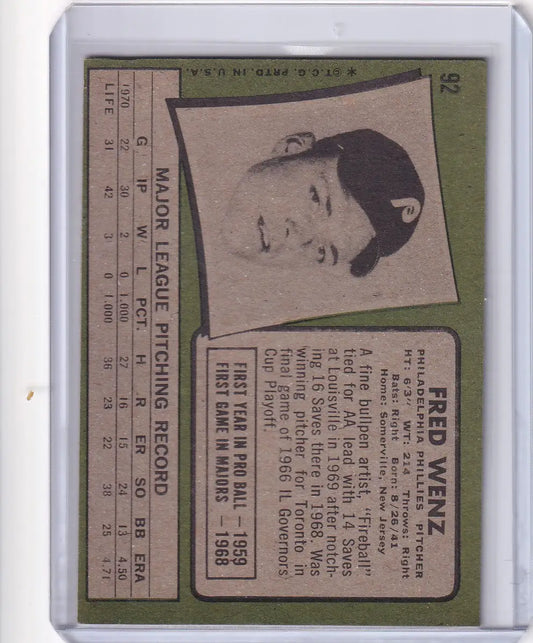 92
* ©T.C.G. PRTD. IN U.S.A.
P
FRED WENZ
PHILADELPHIA PHILLIES PITCHER
HT: 6'3" WT: 214 Throws: Right
Bats: Right Born: 8/26/41
Home: Somerville, New Jersey
A fine bullpen artist, "Fireball"
tied for AA lead with 14 Saves
at Louisville in 1969 after notch-
ing 16 Saves there in 1968. Was
winning pitcher for Toronto in
final game of 1966 IL Governors'
Cup Playoff.
FIRST YEAR IN PRO BALL — 1959
FIRST GAME IN MAJORS — 1968
MAJOR LEAGUE PITCHING RECORD
G IP W L PCT. H R ER SO BB ERA
1970 22 30 2 0 1.000 27 16 15 24 13 4.50
LIFE 31 42 3 0 1.000 36 23 22 38 25 4.71